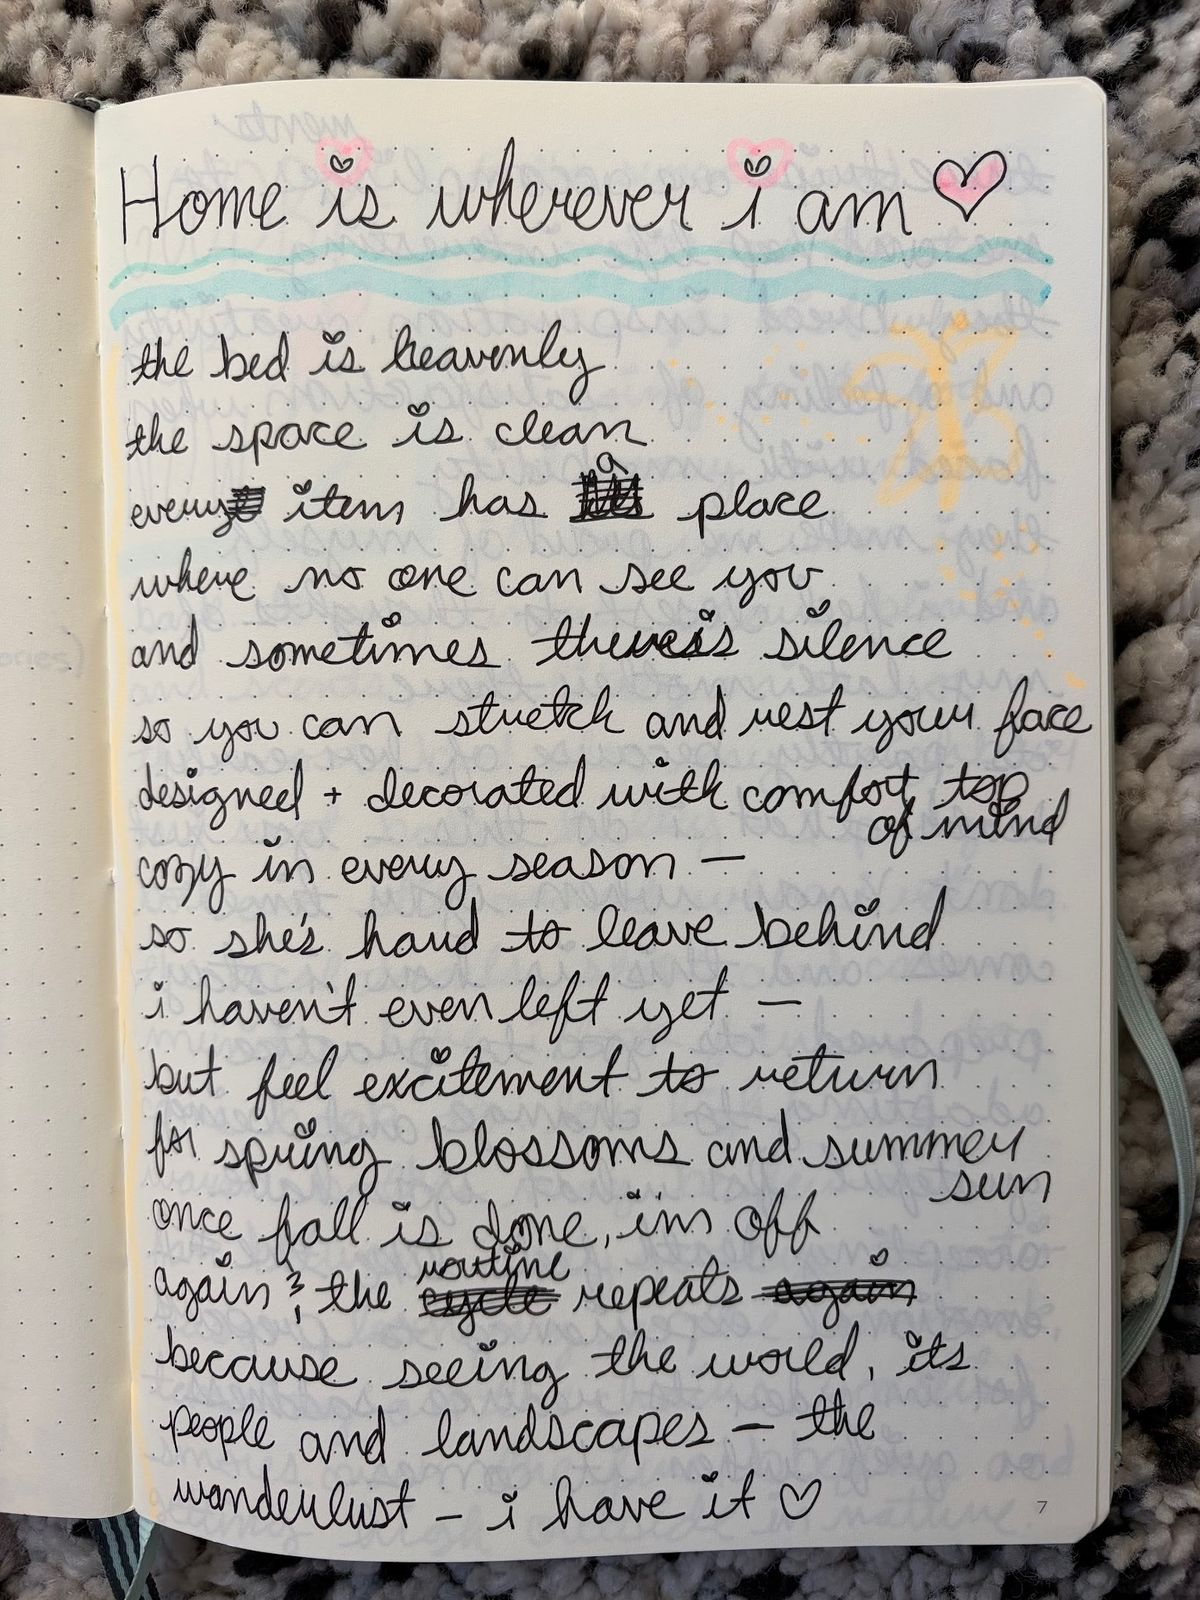 Home is wherever i am ♡
the bed is heavenly
the space is clean
every item has a place
where no one can see you
and sometimes there is silence
so you can stretch and rest your face
designed + decorated with comfort top
of mind
cozy in every season —
so she's hard to leave behind
i haven't even left yet —
but feel excitement to return
for spring blossoms and summer
sun
once fall is done, i'm off
again & the routine repeats
because seeing the world, its
people and landscapes — the
wanderlust — i have it ♡
7